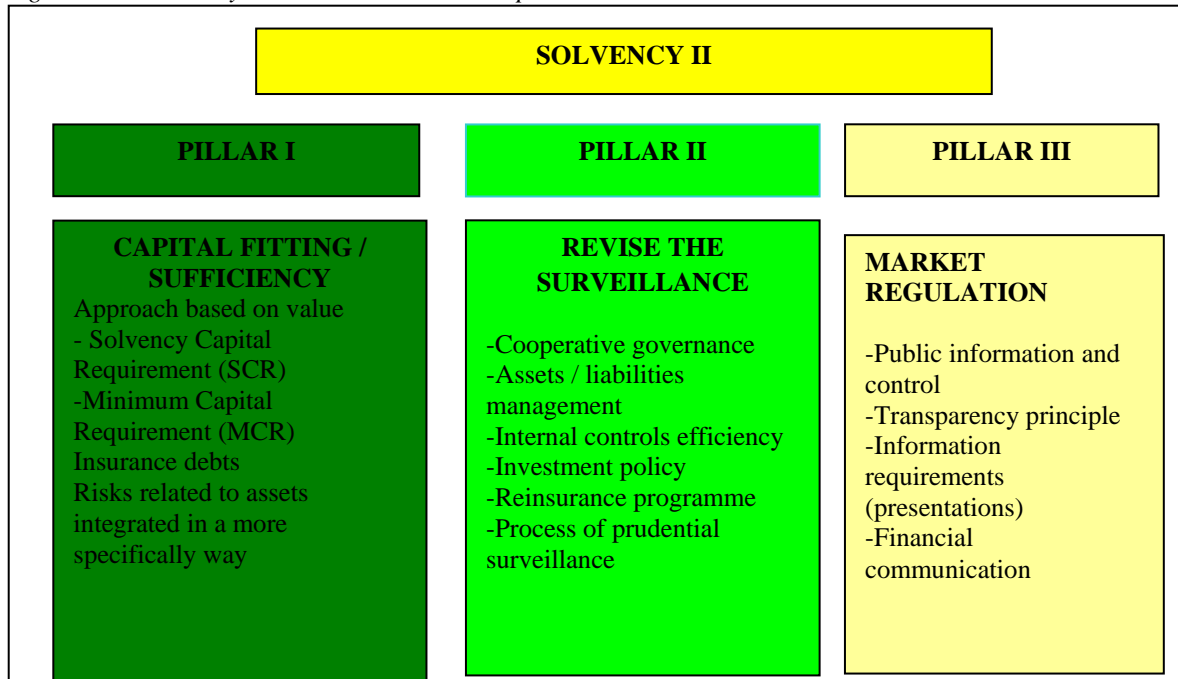 SOLVENCY II
PILLAR I
PILLAR II
PILLAR III
CAPITAL FITTING /
SUFFICIENCY
Approach based on value
- Solvency Capital
Requirement (SCR)
-Minimum Capital
Requirement (MCR)
Insurance debts
Risks related to assets
integrated in a more
specifically way
REVISE THE
SURVEILLANCE
-Cooperative governance
-Assets / liabilities
management
-Internal controls efficiency
-Investment policy
-Reinsurance programme
-Process of prudential
surveillance
MARKET
REGULATION
-Public information and
control
-Transparency principle
-Information
requirements
(presentations)
-Financial
communication